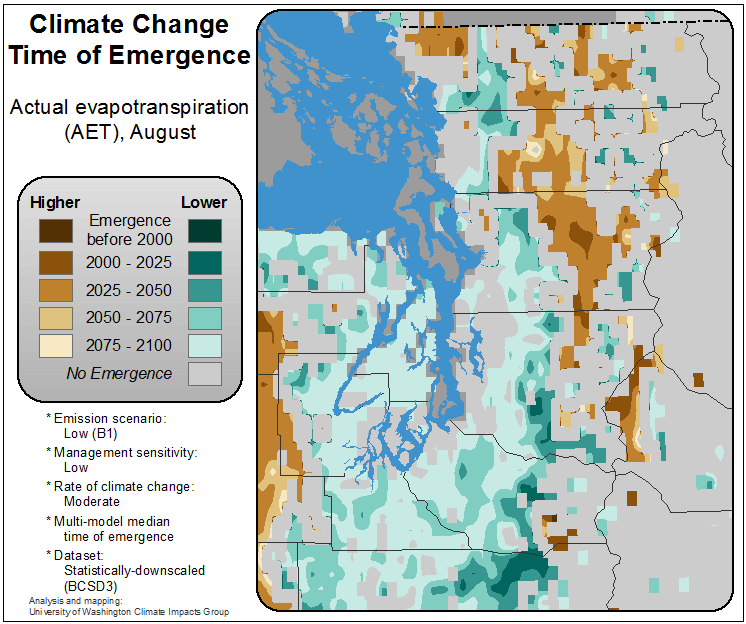 Climate Change
Time of Emergence
Actual evapotranspiration
(AET), August
Higher Lower
Emergence
before 2000
2000 - 2025
2025 - 2050
2050 - 2075
2075 - 2100
No Emergence
* Emission scenario:
Low (B1)
* Management sensitivity:
Low
* Rate of climate change:
Moderate
* Multi-model median
time of emergence
* Dataset:
Statistically-downscaled
(BCSD3)
Analysis and mapping:
University of Washington Climate Impacts Group